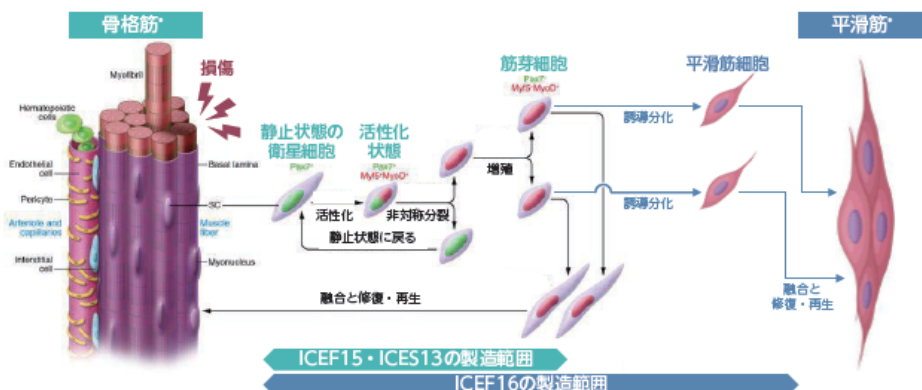 骨格筋*
平滑筋*
Myofibril
損傷
筋芽細胞
Pax7⁻
Myf5⁺MyoD⁺
平滑筋細胞
Hematopoietic
cells
静止状態の
衛星細胞
Pax7⁺
活性化
状態
Pax7⁺
Myf5⁺MyoD⁺
誘導分化
Endothelial
cell
Basal lamina
増殖
Pericyte
SC
活性化
非対称分裂
誘導分化
Arteriole and
capillaries
Muscle
fiber
静止状態に戻る
Interstitial
cell
Myonucleus
融合と修復・再生
融合と
修復・再生
ICEF15・ICES13の製造範囲
ICEF16の製造範囲